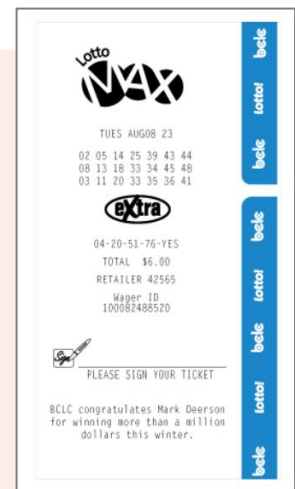 Lotto
MAX
TUES AUG08 23
02 05 14 25 39 43 44
08 13 18 33 34 45 48
03 11 20 33 35 36 41
eXtra
04-20-51-76-YES
TOTAL $6.00
RETAILER 42565
Wager ID
100082488520
Sign
PLEASE SIGN YOUR TICKET
BCLC congratulates Mark Deerson
for winning more than a million
dollars this winter.
bclc
lotto!
bclc
bclc
lotto!
bclc
lotto!
bclc